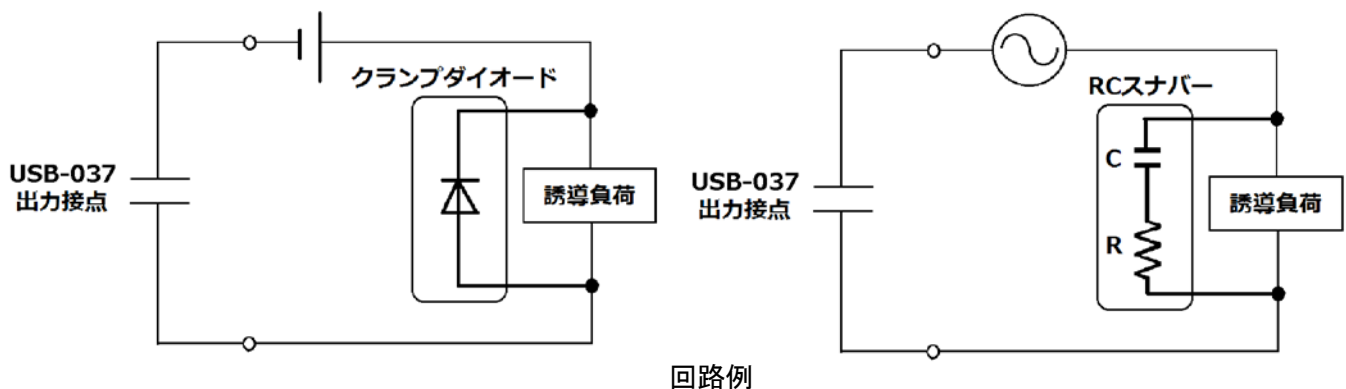 クランプダイオード
USB-037
出力接点
誘導負荷
RCスナバー
C
R
USB-037
出力接点
誘導負荷
回路例